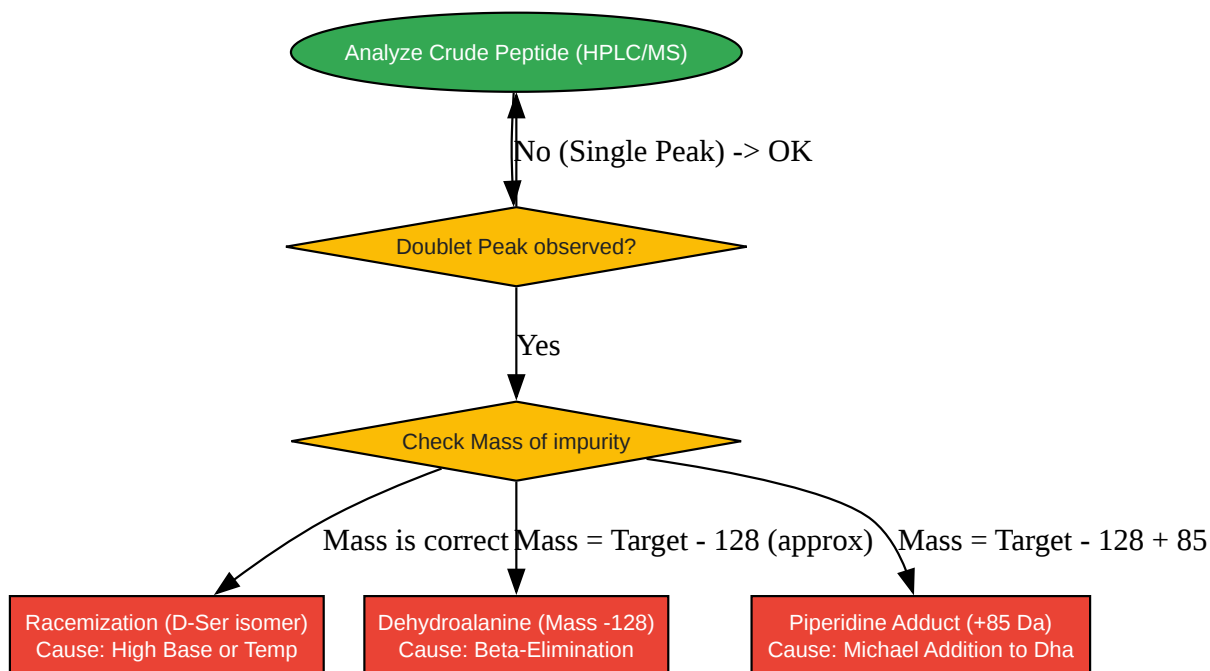 Analyze Crude Peptide (HPLC/MS)
No (Single Peak) -> OK
Doublet Peak observed?
Yes
Check Mass of impurity
Mass is correct
Mass = Target - 128 (approx)
Mass = Target - 128 + 85
Racemization (D-Ser isomer)
Cause: High Base or Temp
Dehydroalanine (Mass -128)
Cause: Beta-Elimination
Piperidine Adduct (+85 Da)
Cause: Michael Addition to Dha